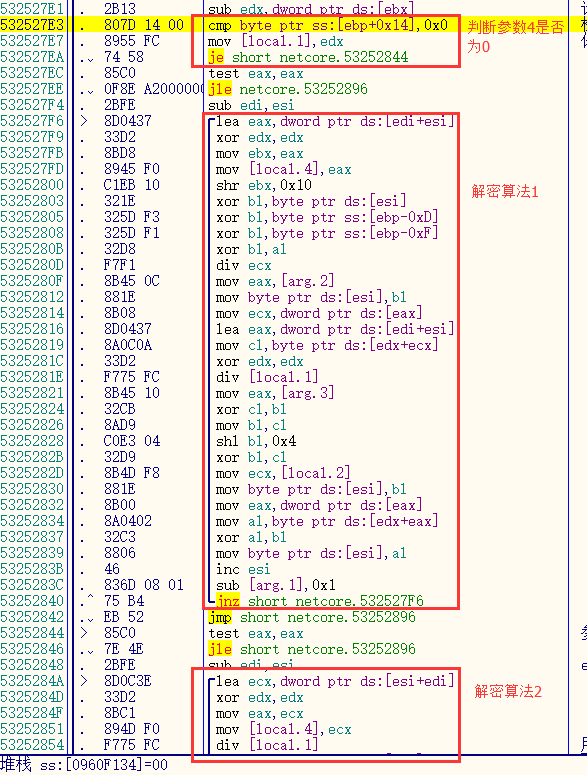 532527E1 . 2B13 sub edx,dword ptr ds:[ebx]
532527E3 . 807D 14 00 cmp byte ptr ss:[ebp+0x14],0x0
532527E7 . 8955 FC mov [local.1],edx
532527EA .⌄ 74 58 je short netcore.53252844
532527EC . 85C0 test eax,eax
532527EE .⌄ 0F8E A2000000 jle netcore.53252896
532527F4 . 2BFE sub edi,esi
532527F6 > 8D0437 lea eax,dword ptr ds:[edi+esi]
532527F9 . 33D2 xor edx,edx
532527FB . 8BD8 mov ebx,eax
532527FD . 8945 F0 mov [local.4],eax
53252800 . C1EB 10 shr ebx,0x10
53252803 . 321E xor bl,byte ptr ds:[esi]
53252805 . 325D F3 xor bl,byte ptr ss:[ebp-0xD]
53252808 . 325D F1 xor bl,byte ptr ss:[ebp-0xF]
5325280B . 32D8 xor bl,al
5325280D . F7F1 div ecx
5325280F . 8B45 0C mov eax,[arg.2]
53252812 . 881E mov byte ptr ds:[esi],bl
53252814 . 8B08 mov ecx,dword ptr ds:[eax]
53252816 . 8D0437 lea eax,dword ptr ds:[edi+esi]
53252819 . 8A0C0A mov cl,byte ptr ds:[edx+ecx]
5325281C . 33D2 xor edx,edx
5325281E . F775 FC div [local.1]
53252821 . 8B45 10 mov eax,[arg.3]
53252824 . 32CB xor cl,bl
53252826 . 8AD9 mov bl,cl
53252828 . C0E3 04 shl bl,0x4
5325282B . 32D9 xor bl,cl
5325282D . 8B4D F8 mov ecx,[local.2]
53252830 . 881E mov byte ptr ds:[esi],bl
53252832 . 8B00 mov eax,dword ptr ds:[eax]
53252834 . 8A0402 mov al,byte ptr ds:[edx+eax]
53252837 . 32C3 xor al,bl
53252839 . 8806 mov byte ptr ds:[esi],al
5325283B . 46 inc esi
5325283C . 836D 08 01 sub [arg.1],0x1
53252840 .^ 75 B4 jnz short netcore.532527F6
53252842 .⌄ EB 52 jmp short netcore.53252896
53252844 > 85C0 test eax,eax
53252846 .⌄ 7E 4E jle short netcore.53252896
53252848 . 2BFE sub edi,esi
5325284A > 8D0C3E lea ecx,dword ptr ds:[esi+edi]
5325284D . 33D2 xor edx,edx
5325284F . 8BC1 mov eax,ecx
53252851 . 894D F0 mov [local.4],ecx
53252854 . F775 FC div [local.1]
判断参数4是否
为0
解密算法1
解密算法2
堆栈 ss:[0960F134]=00